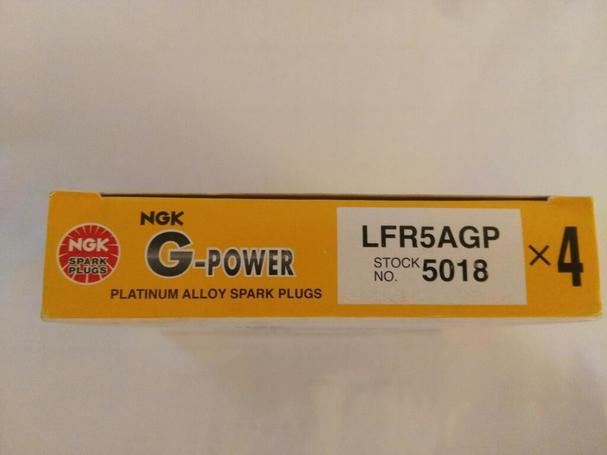 NGK
SPARK
PLUGS
NGK
G-POWER
PLATINUM ALLOY SPARK PLUGS
LFR5AGP
STOCK NO. 5018
×4